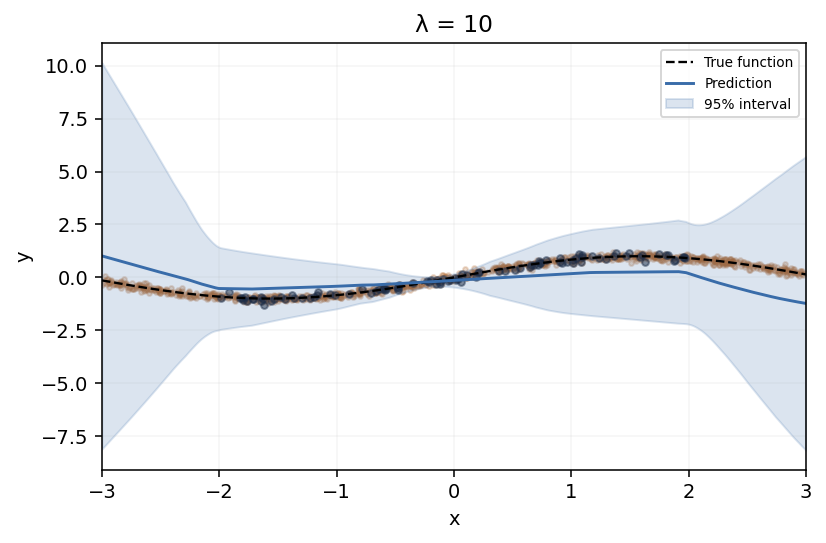 λ = 10
True function
Prediction
95% interval
y
10.0
7.5
5.0
2.5
0.0
−2.5
−5.0
−7.5
−3 −2 −1 0 1 2 3
x